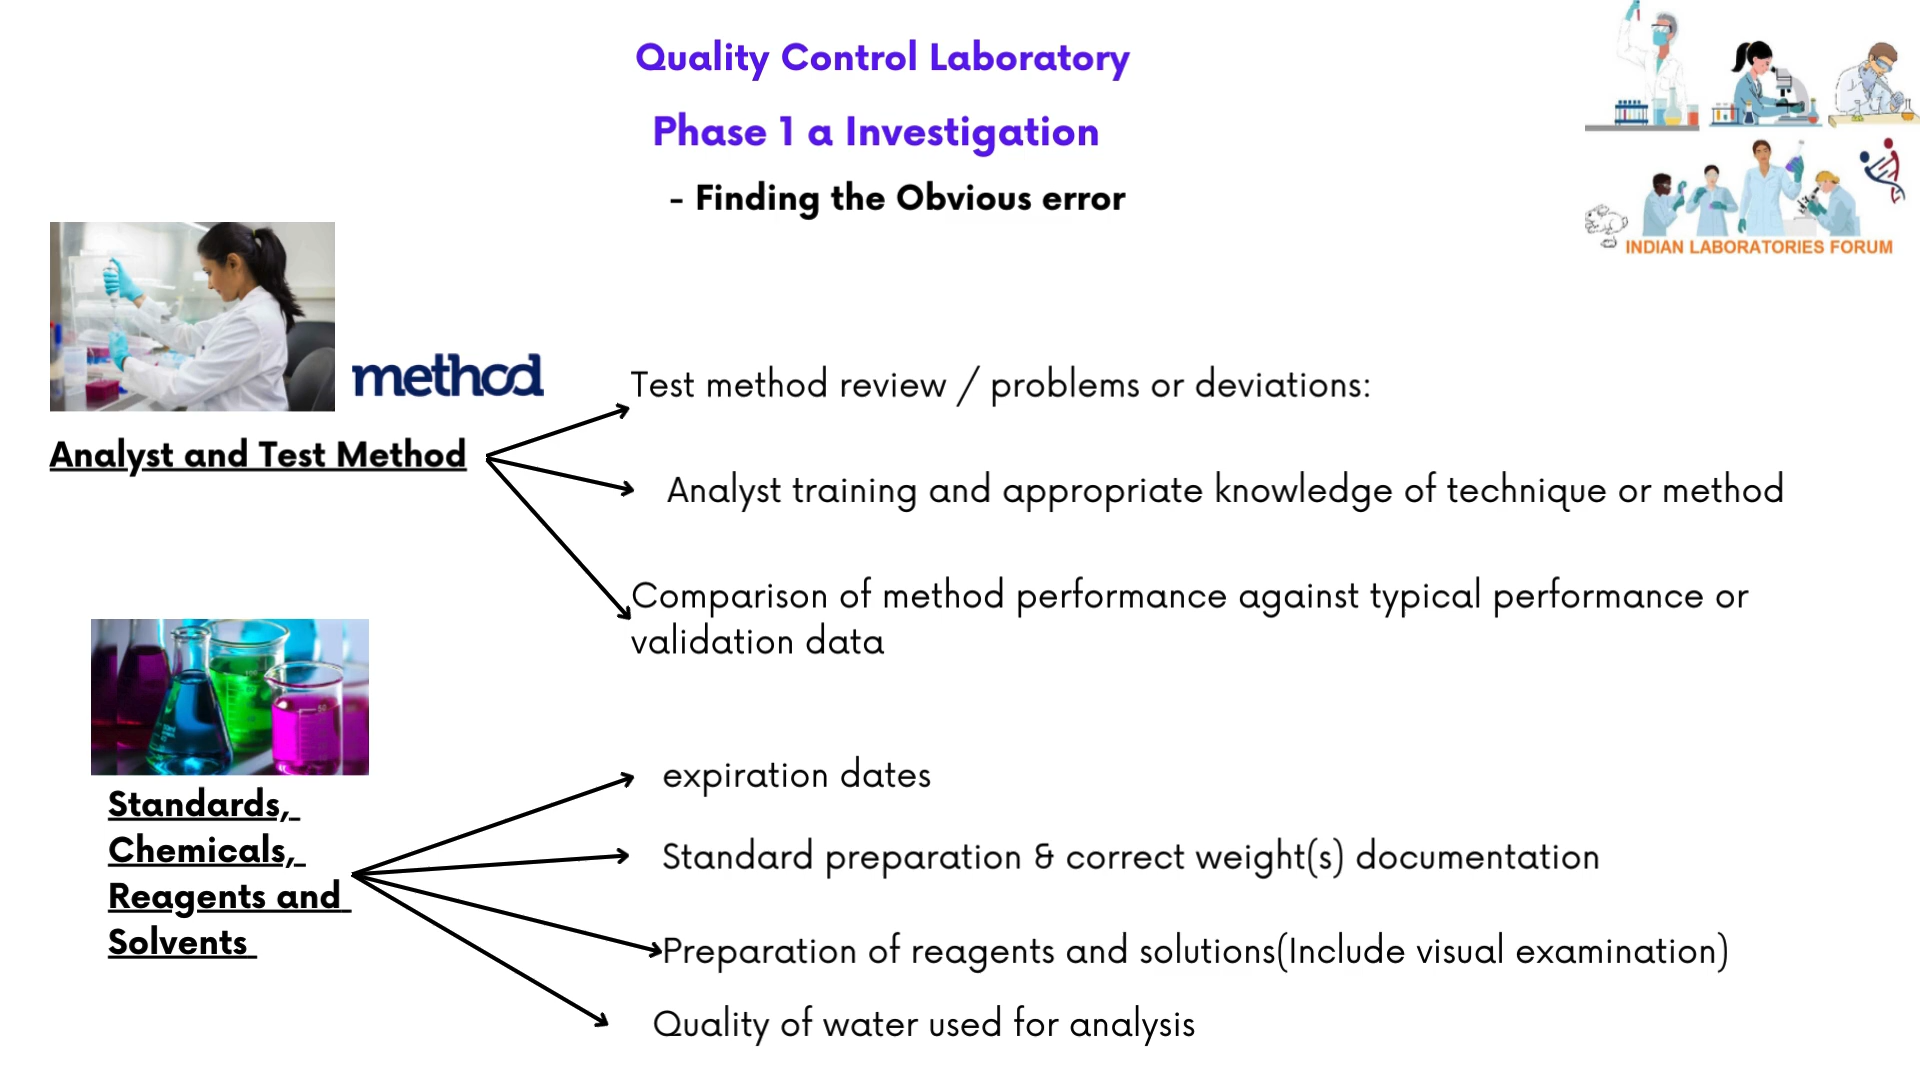 Quality Control Laboratory
Phase 1 a Investigation
- Finding the Obvious error
INDIAN LABORATORIES FORUM
method
Analyst and Test Method
Test method review / problems or deviations:
Analyst training and appropriate knowledge of technique or method
Comparison of method performance against typical performance or
validation data
Standards,
Chemicals,
Reagents and
Solvents
expiration dates
Standard preparation & correct weight(s) documentation
Preparation of reagents and solutions(Include visual examination)
Quality of water used for analysis